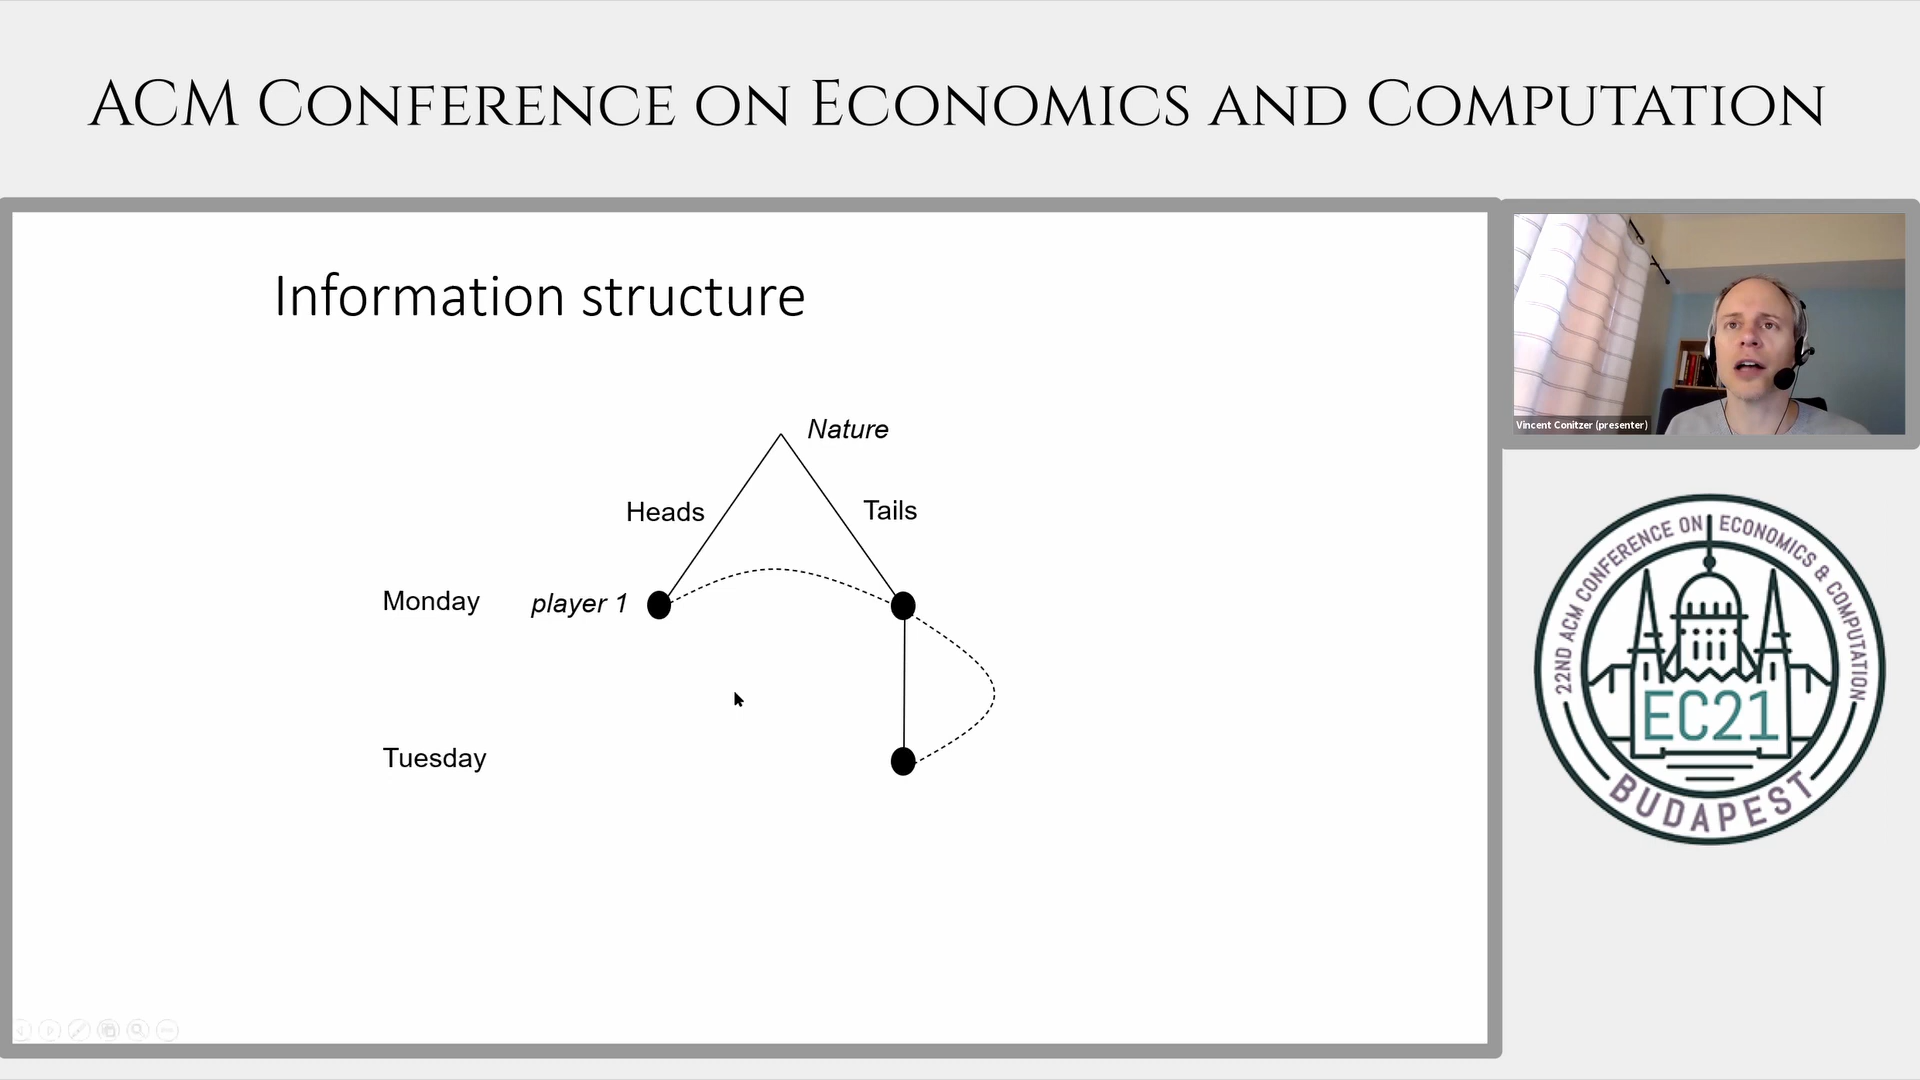 ACM Conference on Economics and Computation
Information structure
Nature
Heads
Tails
Monday
player 1
Tuesday
Vincent Conitzer (presenter)
22ND ACM CONFERENCE ON ECONOMICS & COMPUTATION
EC21
BUDAPEST